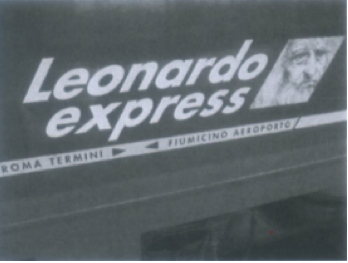 Leonardo
express
ROMA TERMINI ► ◄ FIUMICINO AEROPORTO